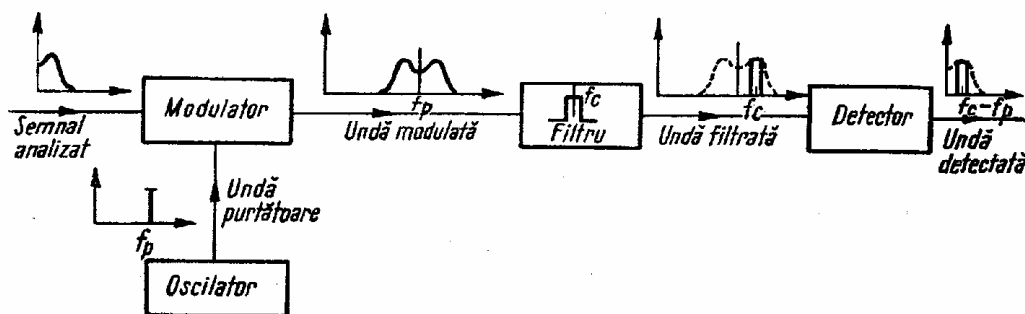 Semnal
analizat
Modulator
fp
Undă modulată
fc
Filtru
fc
Undă filtrată
Detector
fc-fp
Undă
detectată
fp
Undă
purtătoare
Oscilator